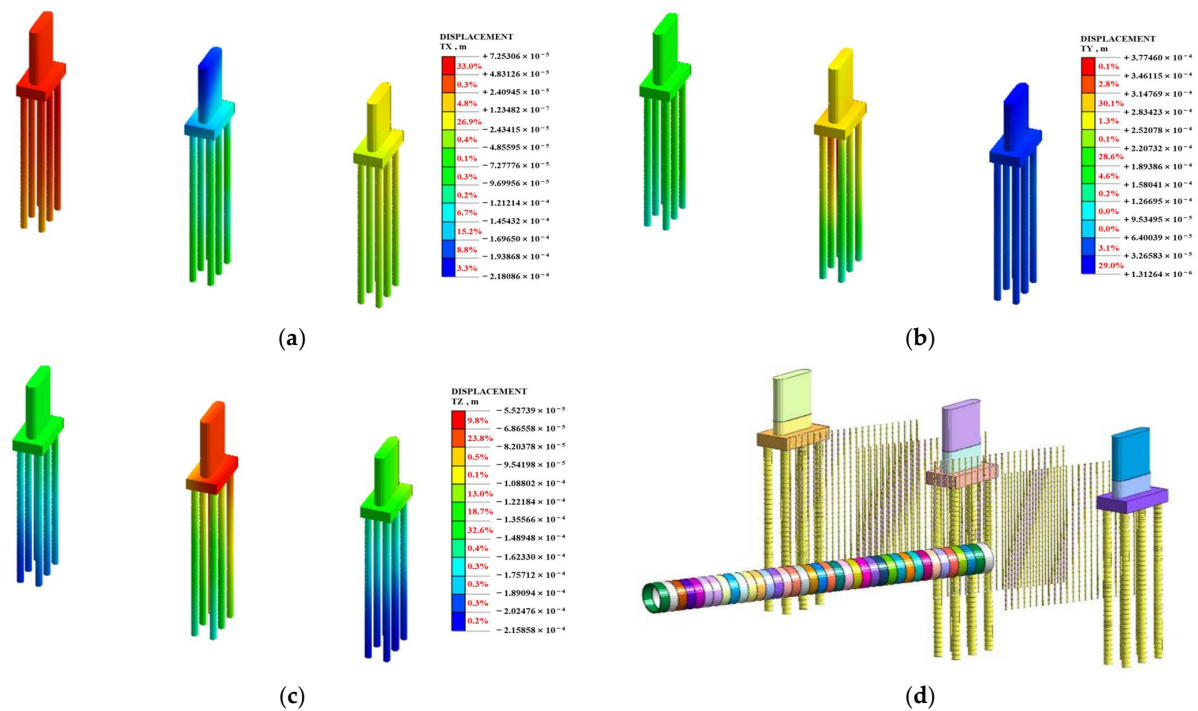 DISPLACEMENT
TX , m
+ 7.25306 × 10⁻⁵
33.0%
+ 4.83126 × 10⁻⁵
0.3%
+ 2.40945 × 10⁻⁵
4.8%
+ 1.23482 × 10⁻⁷
26.9%
− 2.43415 × 10⁻⁵
0.4%
− 4.85595 × 10⁻⁵
0.1%
− 7.27776 × 10⁻⁵
0.3%
− 9.69956 × 10⁻⁵
0.2%
− 1.21214 × 10⁻⁴
6.7%
− 1.45432 × 10⁻⁴
15.2%
− 1.69650 × 10⁻⁴
8.8%
− 1.93868 × 10⁻⁴
3.3%
− 2.18086 × 10⁻⁴
(a)
DISPLACEMENT
TY , m
+ 3.77460 × 10⁻⁴
0.1%
+ 3.46115 × 10⁻⁴
2.8%
+ 3.14769 × 10⁻⁴
30.1%
+ 2.83423 × 10⁻⁴
1.3%
+ 2.52078 × 10⁻⁴
0.1%
+ 2.20732 × 10⁻⁴
28.6%
+ 1.89386 × 10⁻⁴
4.6%
+ 1.58041 × 10⁻⁴
0.2%
+ 1.26695 × 10⁻⁴
0.0%
+ 9.53495 × 10⁻⁵
0.0%
+ 6.40039 × 10⁻⁵
3.1%
+ 3.26583 × 10⁻⁵
29.0%
+ 1.31264 × 10⁻⁶
(b)
DISPLACEMENT
TZ , m
− 5.52739 × 10⁻⁵
9.8%
− 6.86558 × 10⁻⁵
23.8%
− 8.20378 × 10⁻⁵
0.5%
− 9.54198 × 10⁻⁵
0.1%
− 1.08802 × 10⁻⁴
13.0%
− 1.22184 × 10⁻⁴
18.7%
− 1.35566 × 10⁻⁴
32.6%
− 1.48948 × 10⁻⁴
0.4%
− 1.62330 × 10⁻⁴
0.3%
− 1.75712 × 10⁻⁴
0.3%
− 1.89094 × 10⁻⁴
0.3%
− 2.02476 × 10⁻⁴
0.2%
− 2.15858 × 10⁻⁴
(c)
(d)